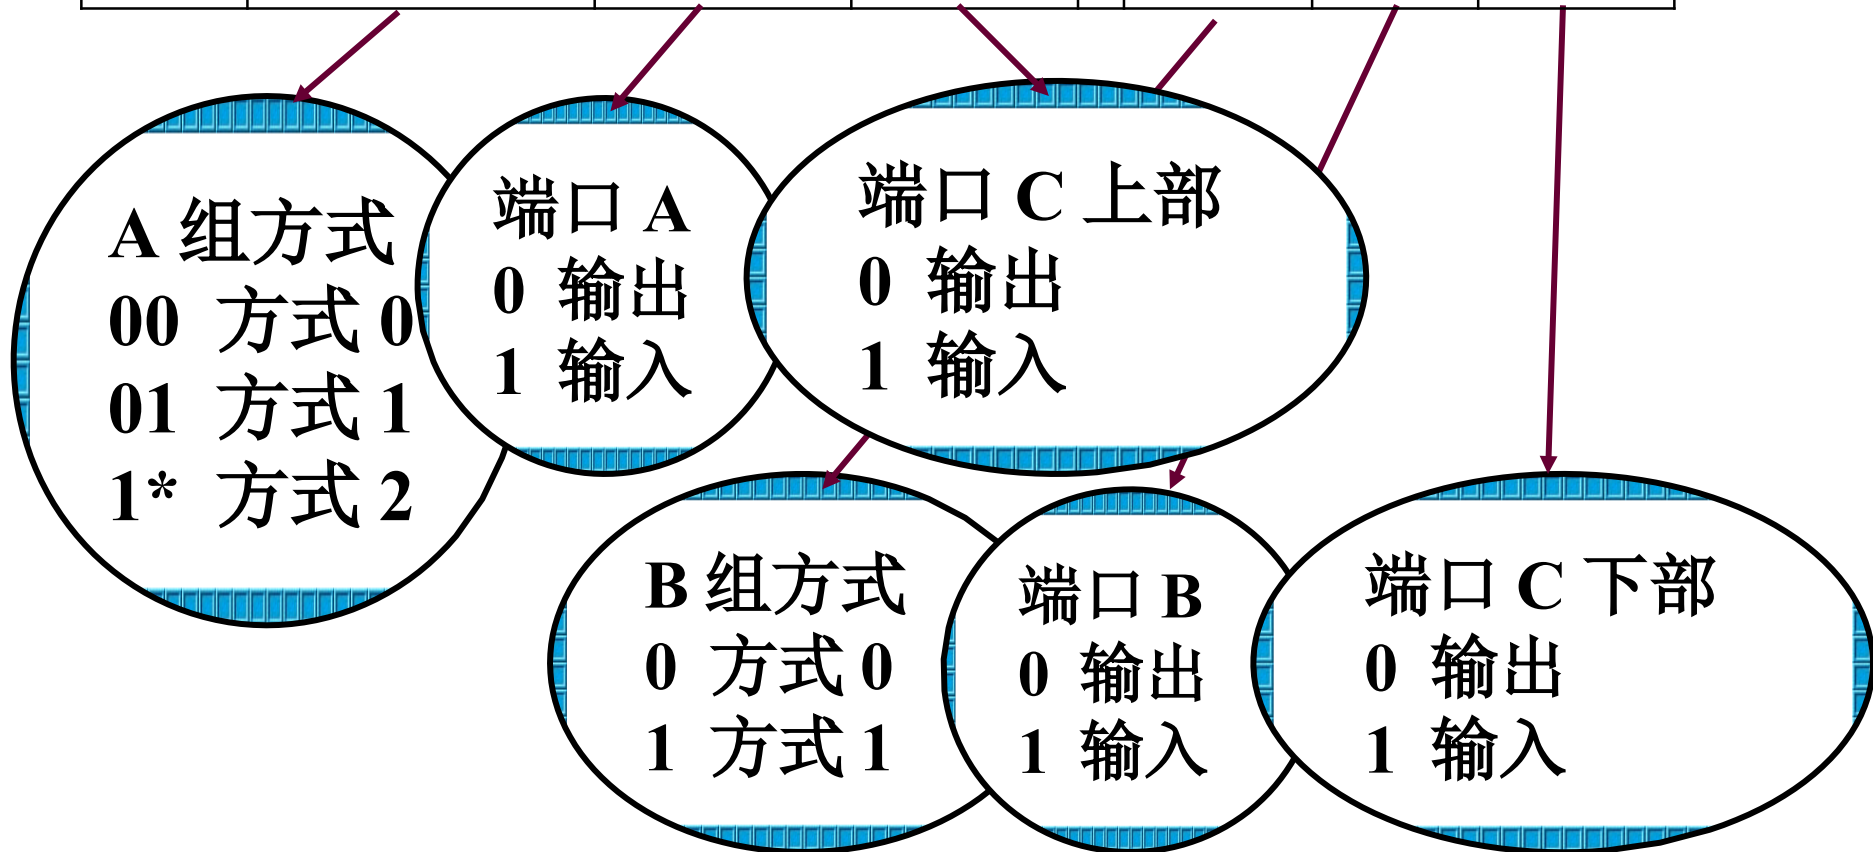 A 组方式
00 方式 0
01 方式 1
1* 方式 2
端口 A
0 输出
1 输入
端口 C 上部
0 输出
1 输入
B 组方式
0 方式 0
1 方式 1
端口 B
0 输出
1 输入
端口 C 下部
0 输出
1 输入